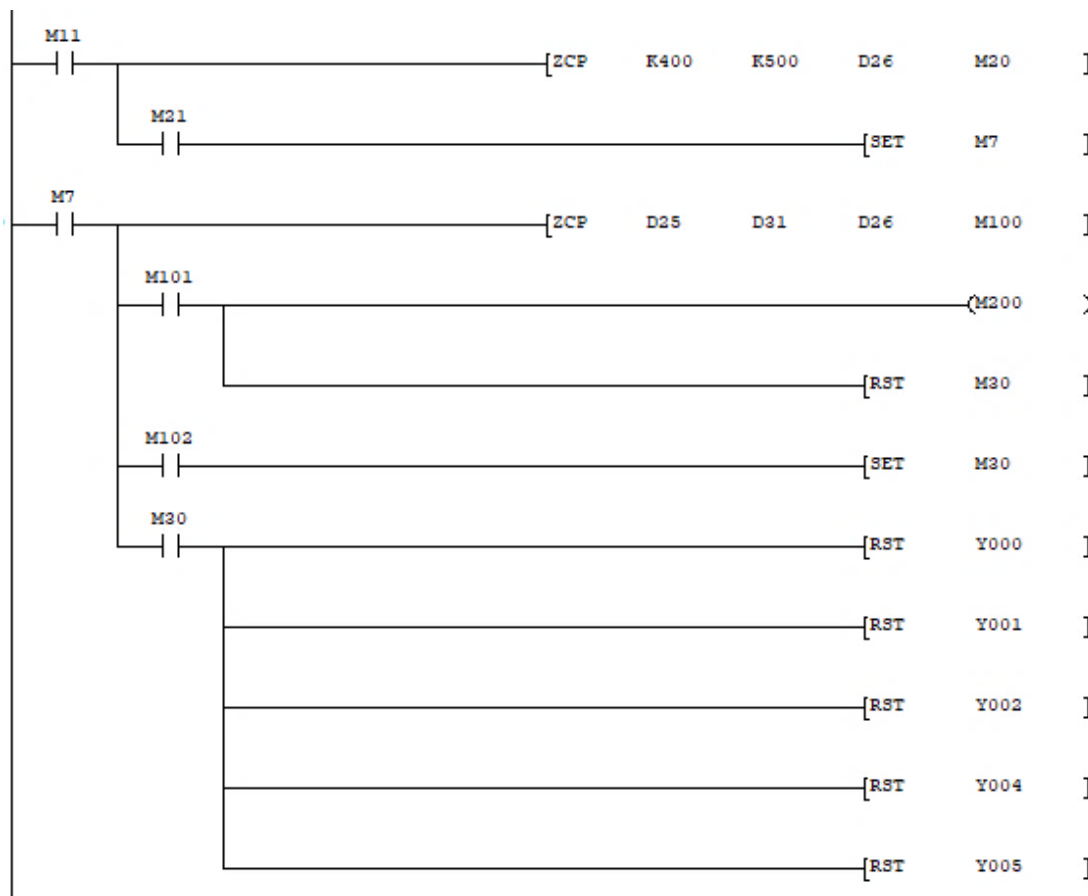 M11
[ZCP K400 K500 D26 M20 ]
M21
[SET M7 ]
M7
[ZCP D25 D31 D26 M100 ]
M101
(M200 )
[RST M30 ]
M102
[SET M30 ]
M30
[RST Y000 ]
[RST Y001 ]
[RST Y002 ]
[RST Y004 ]
[RST Y005 ]